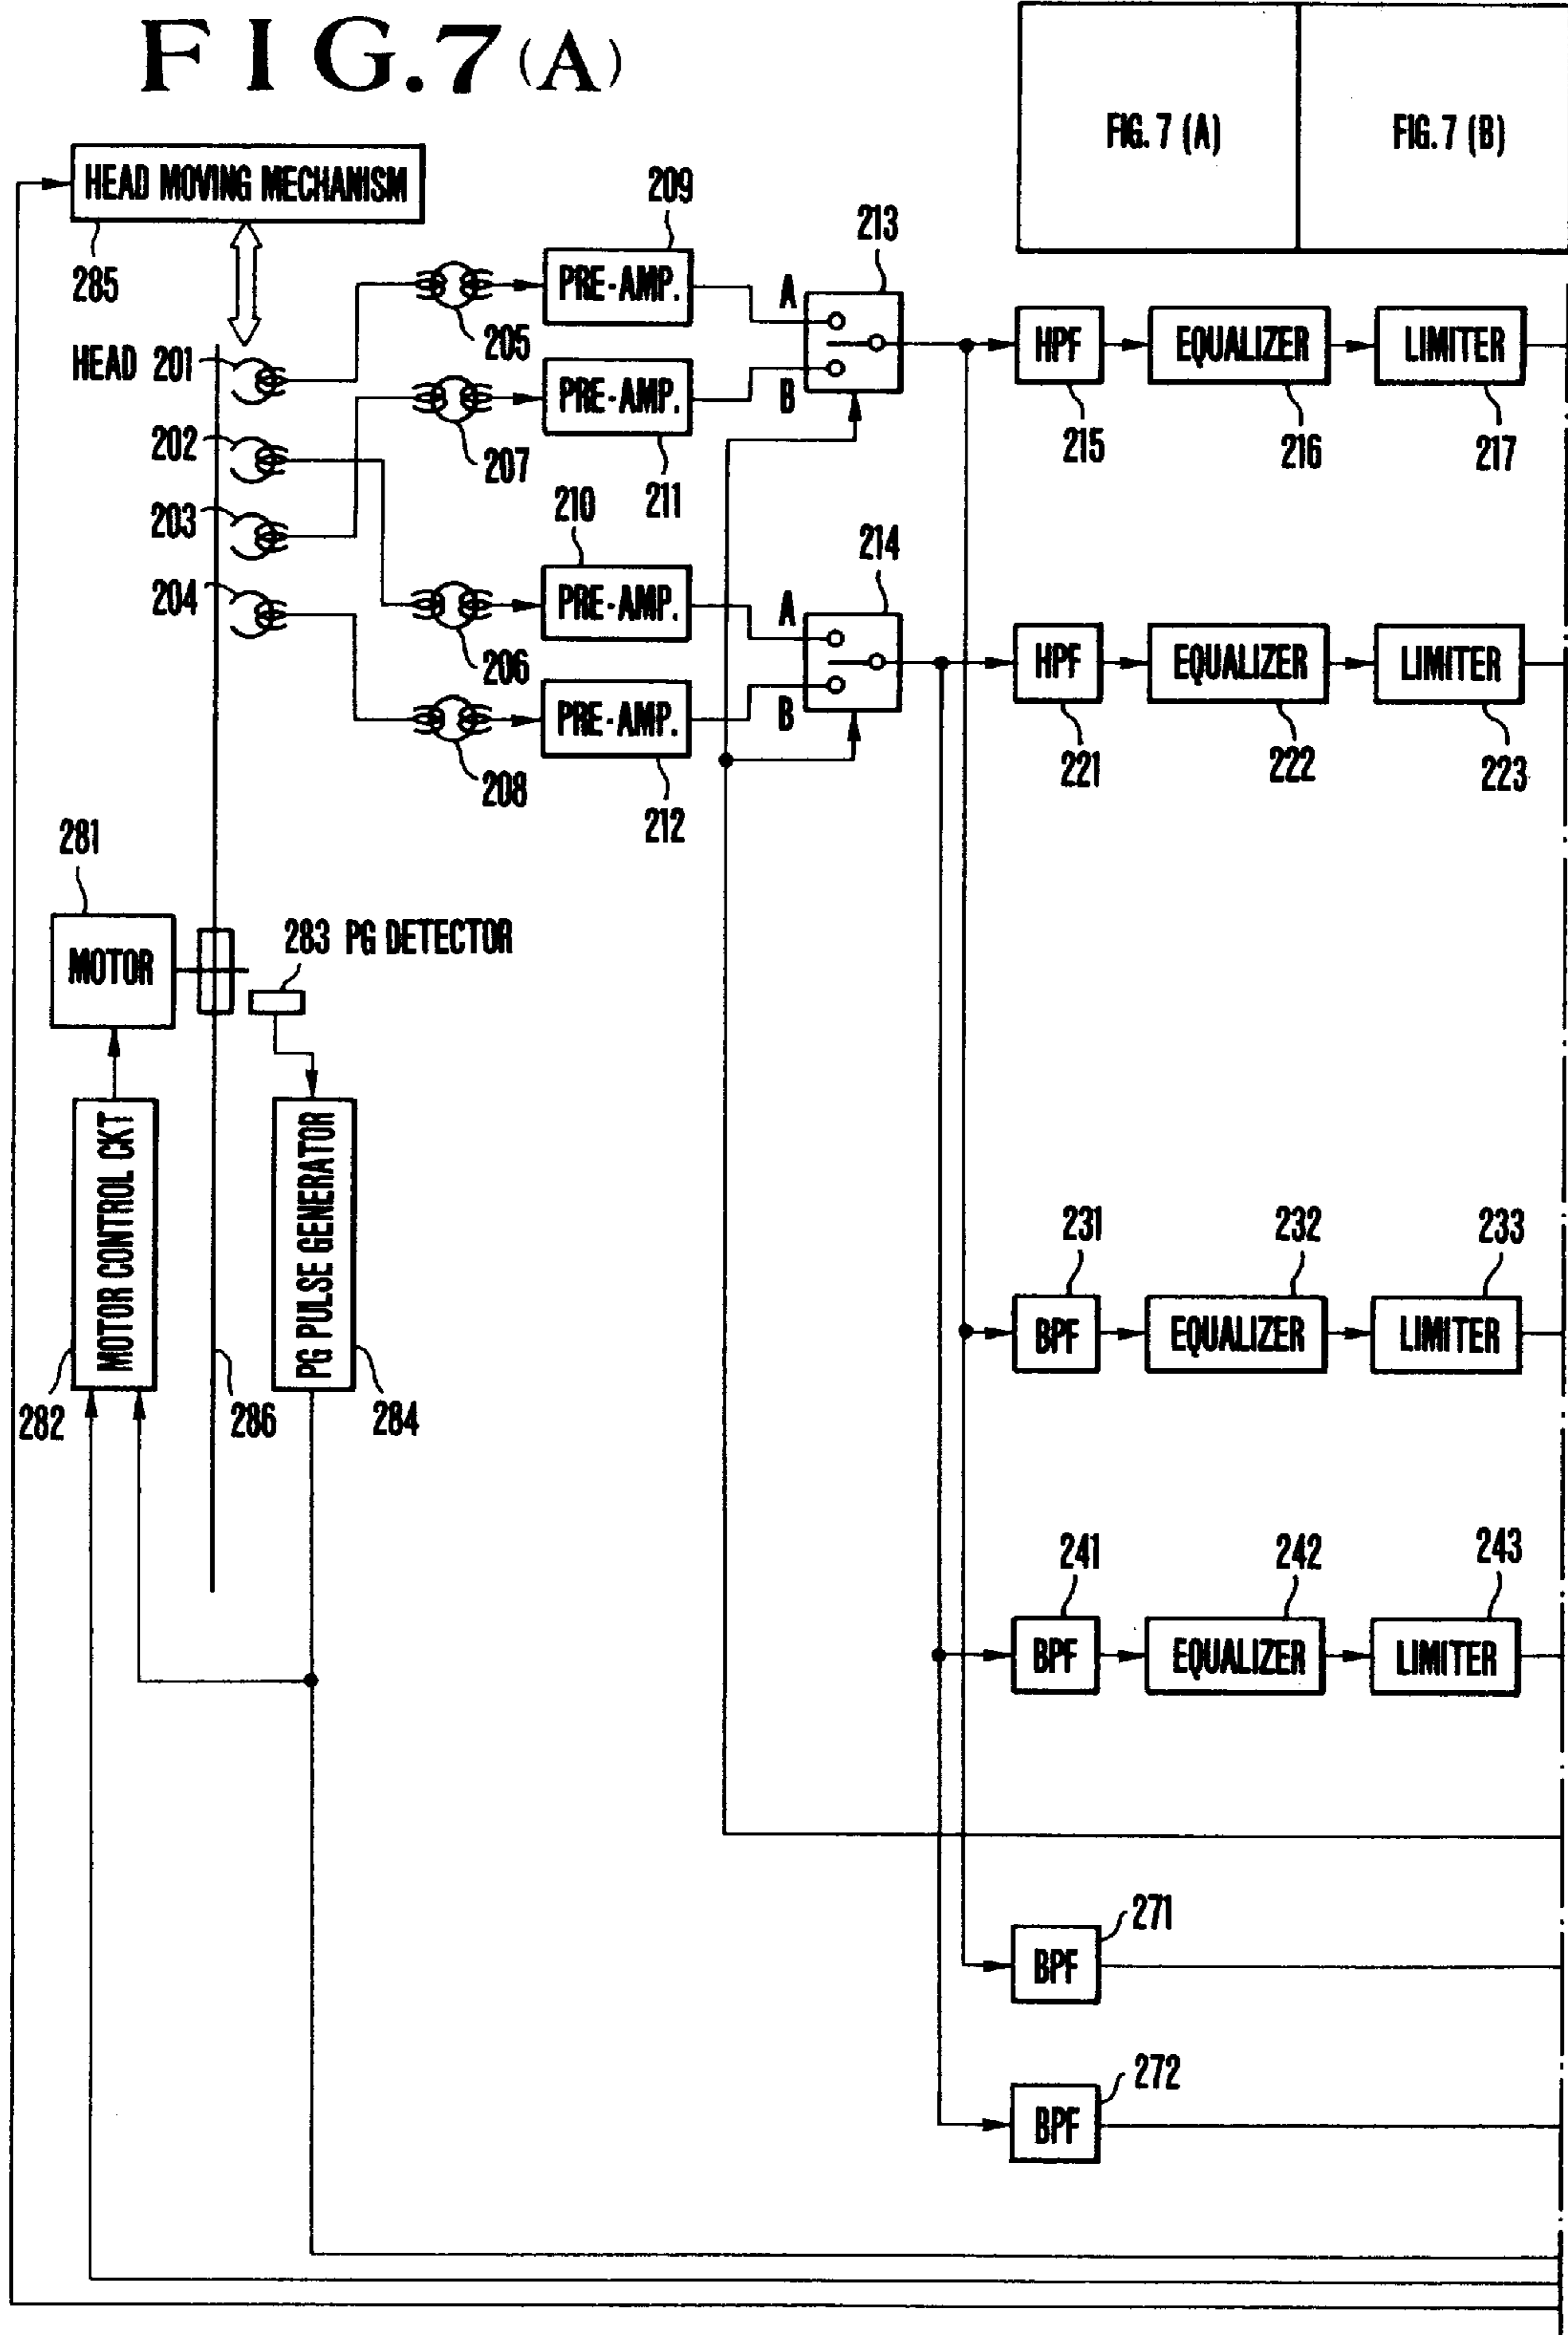 FIG.7 (A)
FIG. 7 (A)
FIG. 7 (B)
HEAD MOVING MECHANISM
285
209
213
PRE-AMP.
A
205
HEAD 201
HPF
EQUALIZER
LIMITER
PRE-AMP.
B
202
207
215
216
217
211
210
203
214
204
PRE-AMP.
A
206
HPF
EQUALIZER
LIMITER
PRE-AMP.
B
208
221
222
223
212
281
283 PG DETECTOR
MOTOR
MOTOR CONTROL CKT
PG PULSE GENERATOR
231
232
233
BPF
EQUALIZER
LIMITER
282
286
284
241
242
243
BPF
EQUALIZER
LIMITER
271
BPF
272
BPF